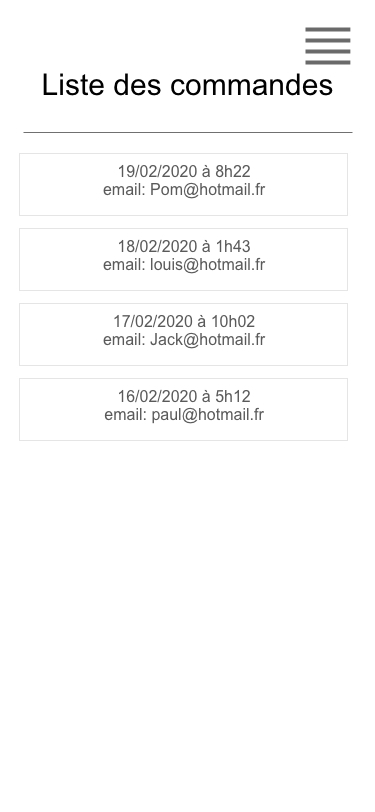 Liste des commandes
19/02/2020 à 8h22
email: Pom@hotmail.fr
18/02/2020 à 1h43
email: louis@hotmail.fr
17/02/2020 à 10h02
email: Jack@hotmail.fr
16/02/2020 à 5h12
email: paul@hotmail.fr